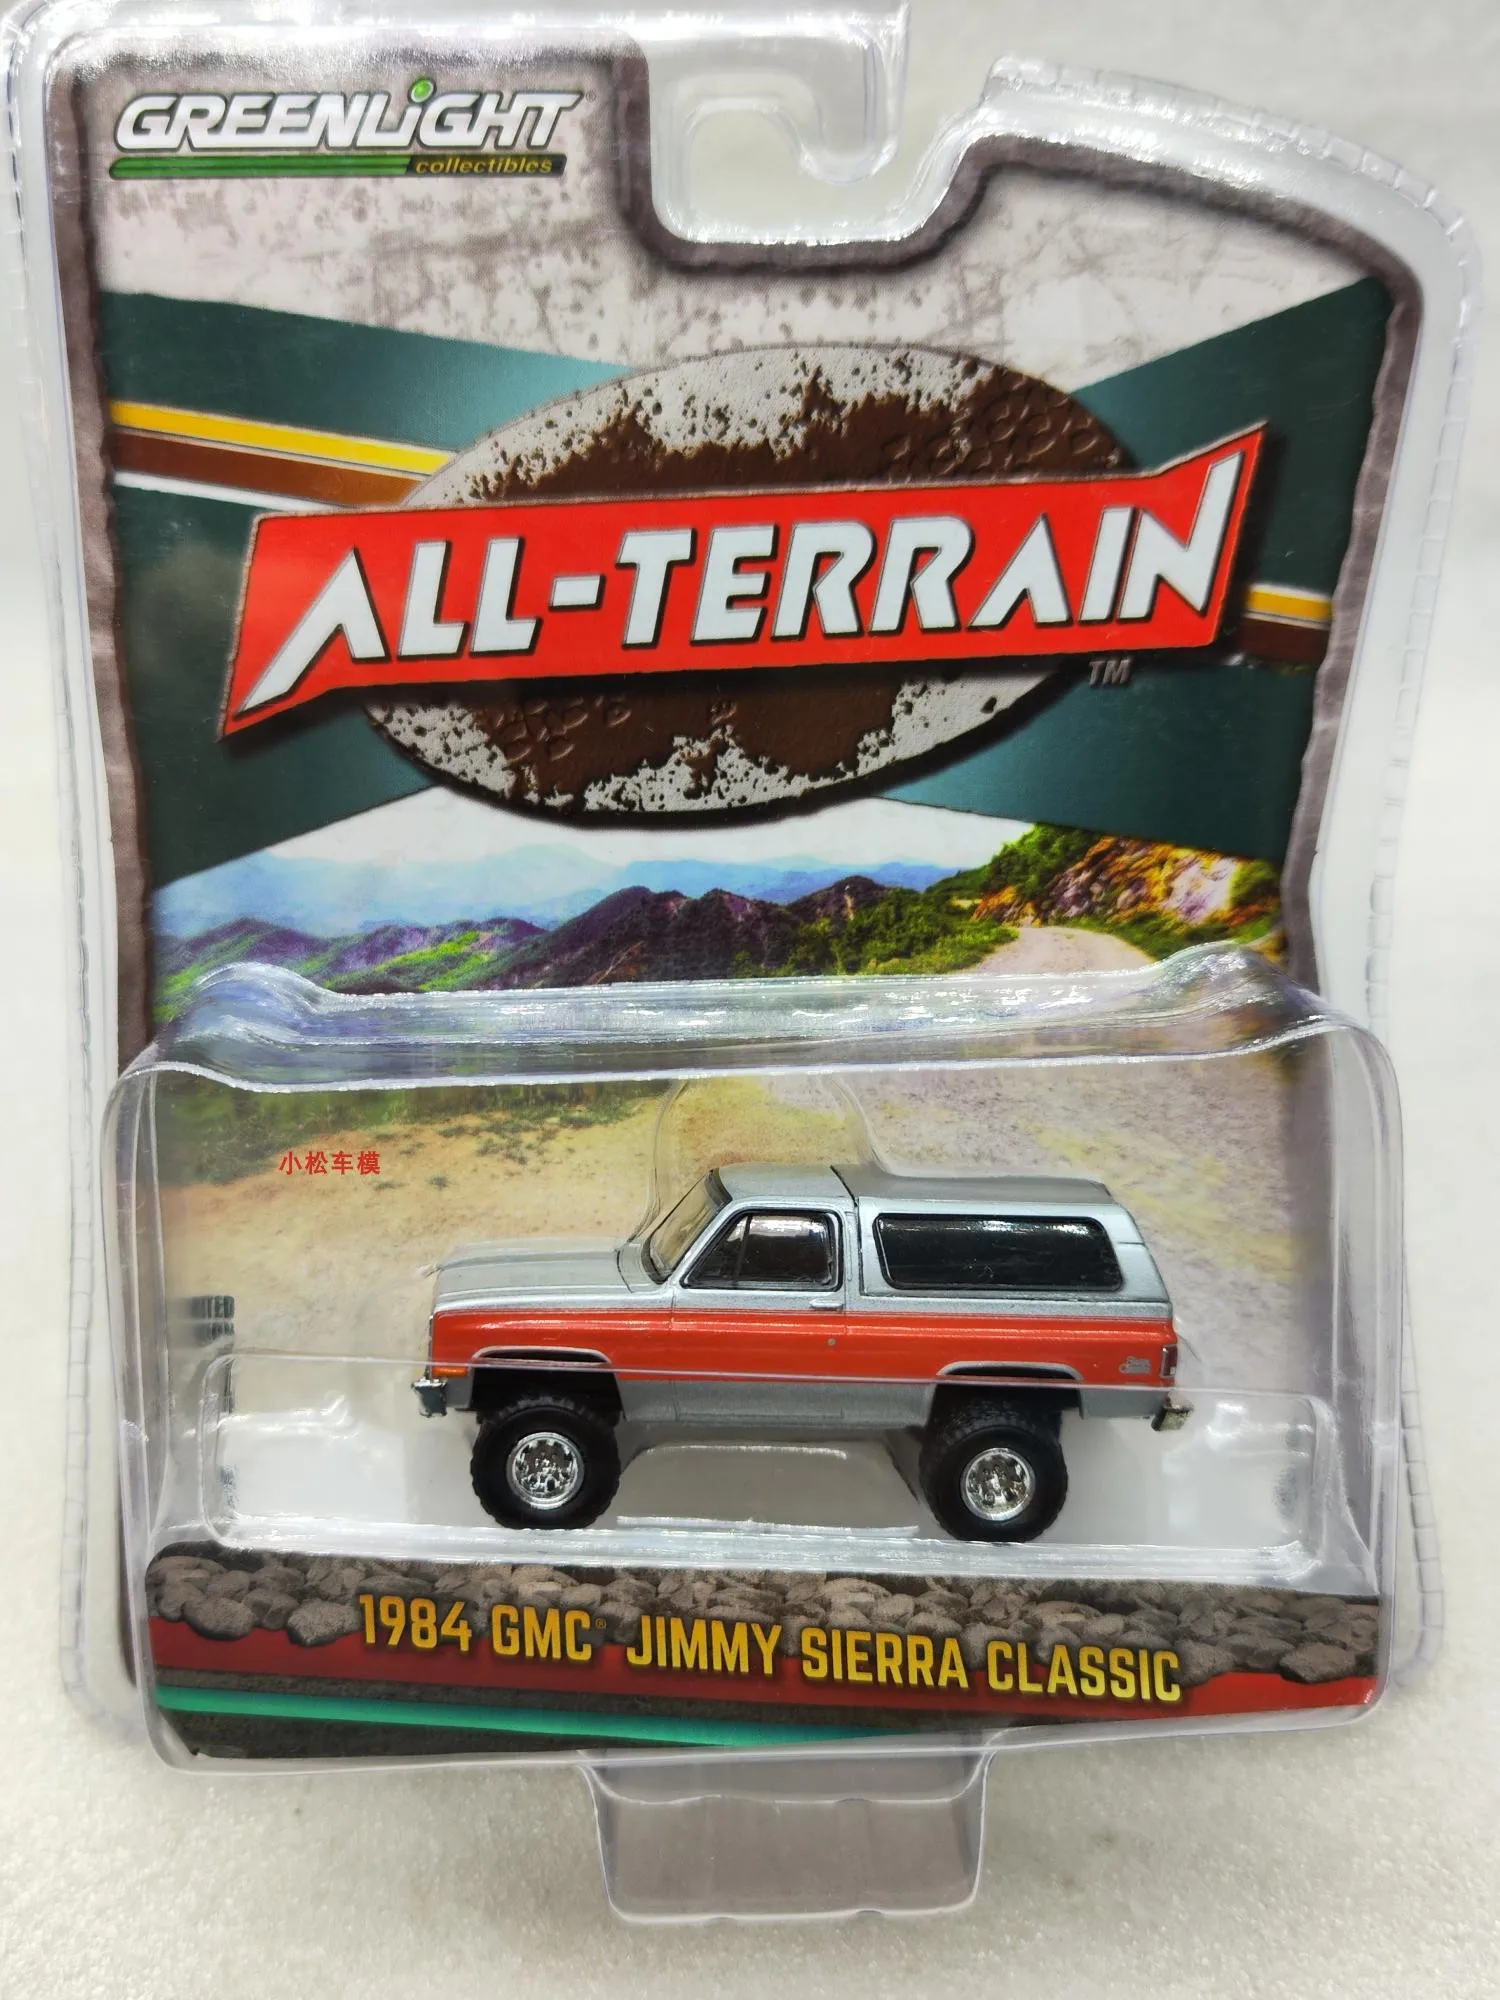 GREENLiGHT®
collectibles
ALL-TERRAIN
TM
小松车模
1984 GMC® JIMMY SIERRA CLASSIC